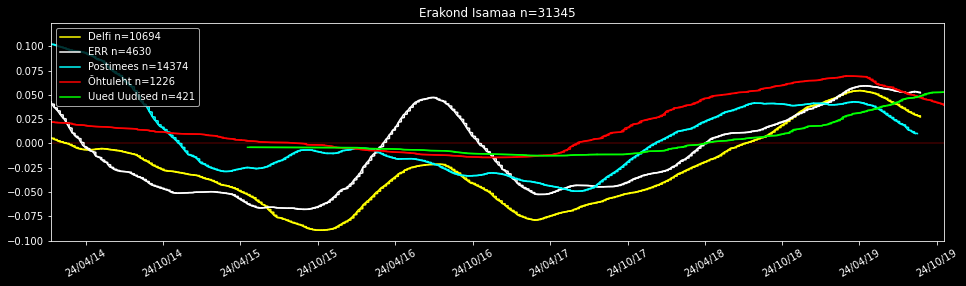 Erakond Isamaa n=31345
Delfi n=10694
ERR n=4630
Postimees n=14374
Õhtuleht n=1226
Uued Uudised n=421
0.100
0.075
0.050
0.025
0.000
−0.025
−0.050
−0.075
−0.100
24/04/14 24/10/14 24/04/15 24/10/15 24/04/16 24/10/16 24/04/17 24/10/17 24/04/18 24/10/18 24/04/19 24/10/19